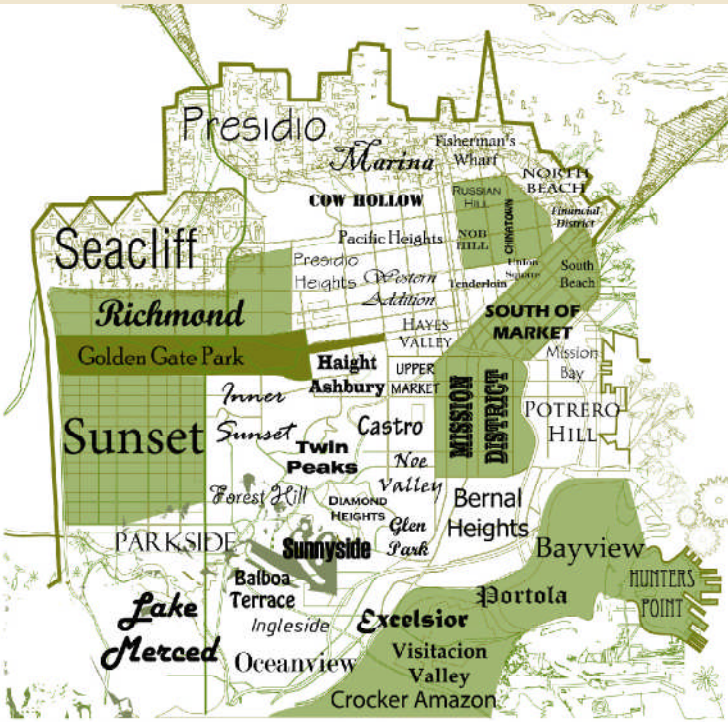 Presidio
Marina
Fisherman's
Wharf
NORTH
BEACH
COW HOLLOW
RUSSIAN
HILL
CHINATOWN
Financial
District
Seacliff
Pacific Heights
NOB
HILL
Presidio
Heights
Western
Addition
Union
Square
Tenderloin
South
Beach
Richmond
SOUTH OF
MARKET
HAYES
VALLEY
Golden Gate Park
Haight
Ashbury
UPPER
MARKET
Mission
Bay
MISSION
DISTRICT
Inner
Sunset
Sunset
Castro
POTRERO
HILL
Twin
Peaks
Noe
Valley
Forest Hill
DIAMOND
HEIGHTS
Bernal
Heights
Glen
Park
PARKSIDE
Sunnyside
Bayview
HUNTERS
POINT
Balboa
Terrace
Portola
Lake
Merced
Ingleside
Excelsior
Oceanview
Visitacion
Valley
Crocker Amazon